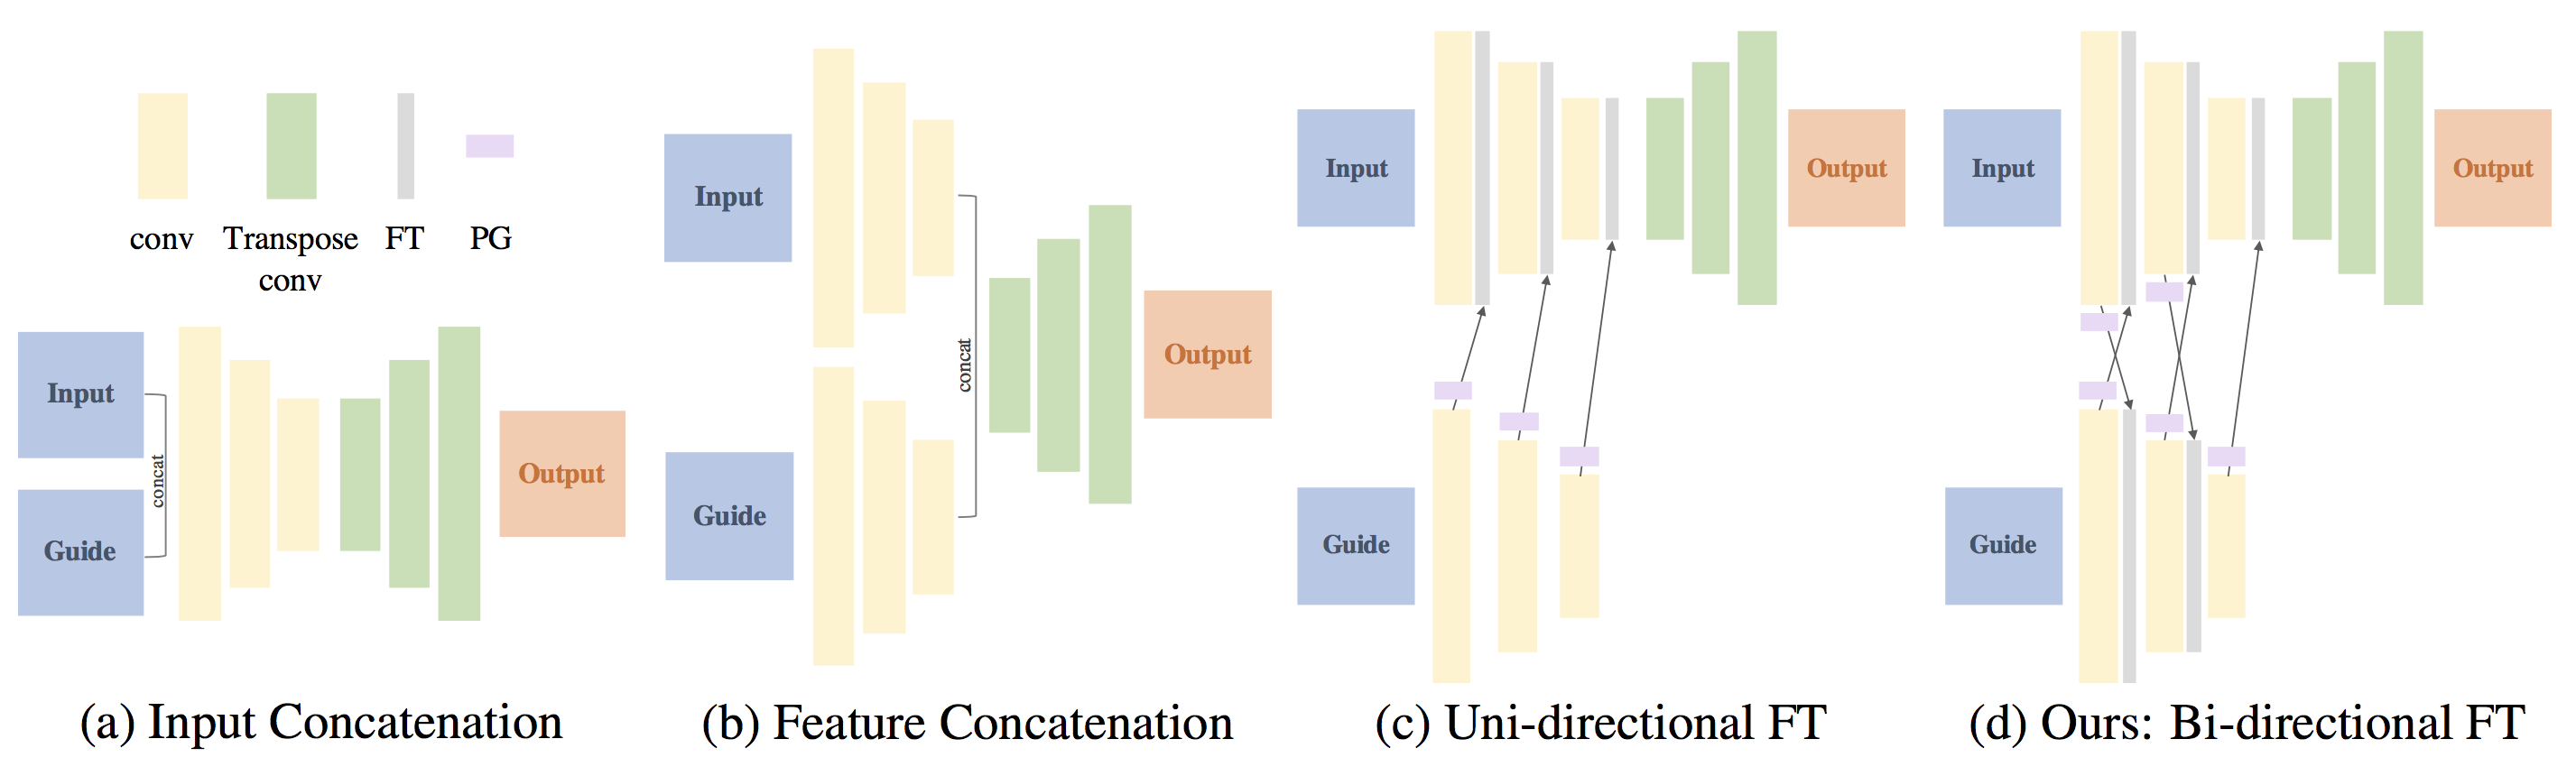 conv
Transpose
conv
FT
PG
Input
Guide
concat
Output
(a) Input Concatenation
Input
Guide
concat
Output
(b) Feature Concatenation
Input
Guide
Output
(c) Uni-directional FT
Input
Guide
Output
(d) Ours: Bi-directional FT